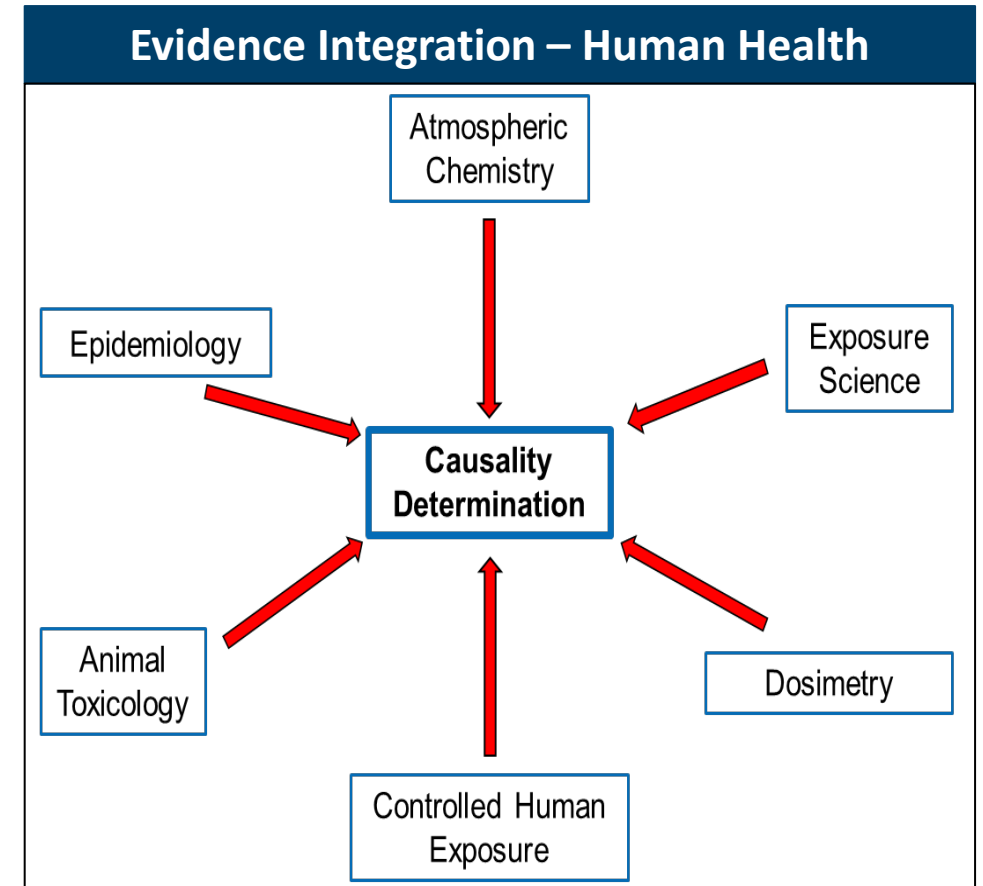 Evidence Integration – Human Health
Atmospheric
Chemistry
Epidemiology
Exposure
Science
Causality
Determination
Animal
Toxicology
Dosimetry
Controlled Human
Exposure